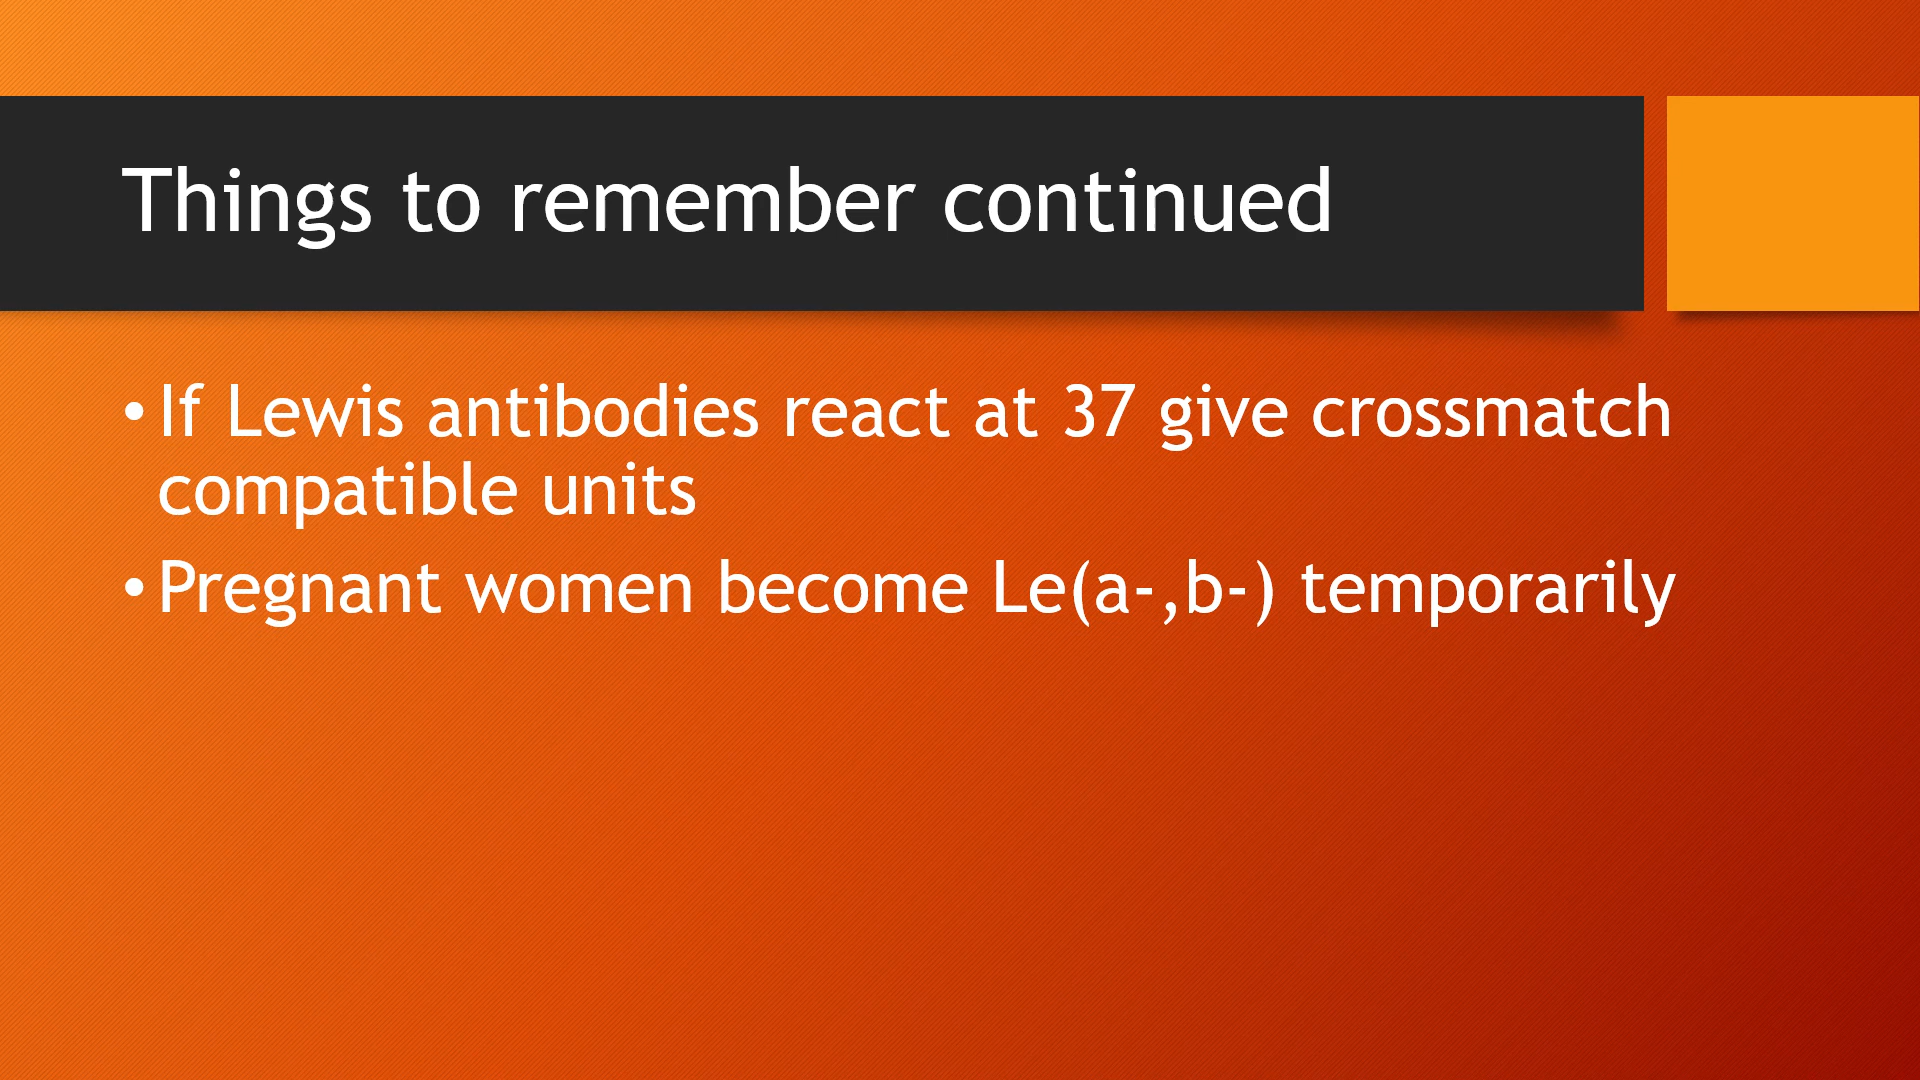 Things to remember continued
• If Lewis antibodies react at 37 give crossmatch
compatible units
• Pregnant women become Le(a-,b-) temporarily